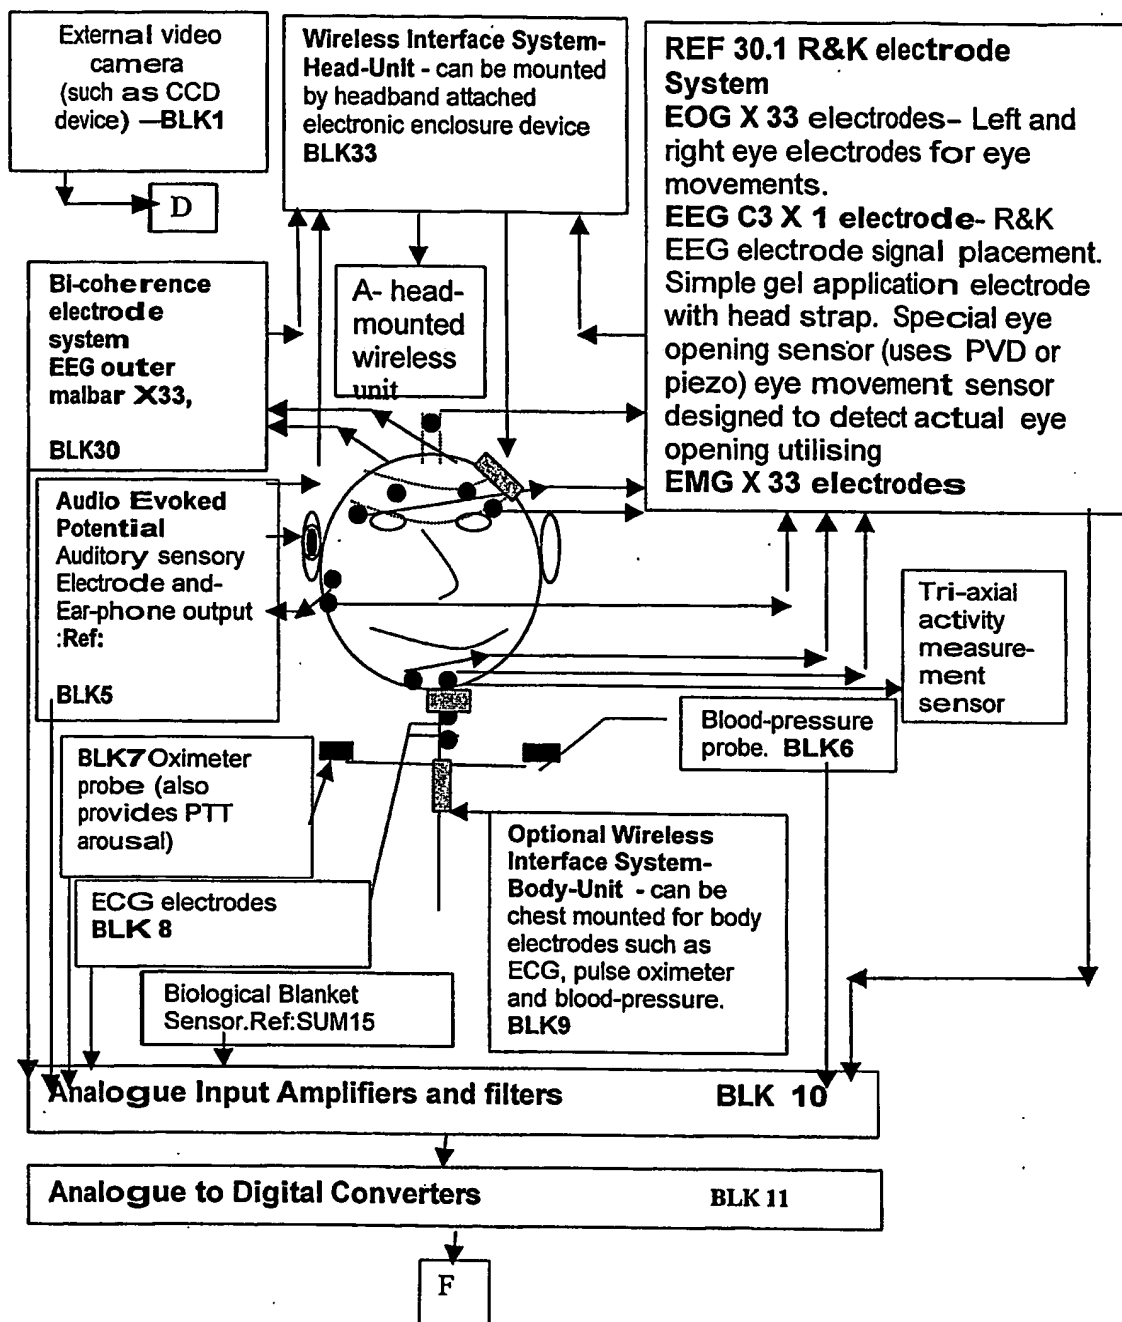 External video
camera
(such as CCD
device) —BLK1
D
Wireless Interface System-
Head-Unit - can be mounted
by headband attached
electronic enclosure device
BLK33
REF 30.1 R&K electrode
System
EOG X 33 electrodes– Left and
right eye electrodes for eye
movements.
EEG C3 X 1 electrode- R&K
EEG electrode signal placement.
Simple gel application electrode
with head strap. Special eye
opening sensor (uses PVD or
piezo) eye movement sensor
designed to detect actual eye
opening utilising
EMG X 33 electrodes
Bi-coherence
electrode
system
EEG outer
malbar X33,
BLK30
A- head-
mounted
wireless
unit
Audio Evoked
Potential
Auditory sensory
Electrode and-
Ear-phone output
:Ref:
BLK5
Tri-axial
activity
measure-
ment
sensor
Blood-pressure
probe. BLK6
BLK7 Oximeter
probe (also
provides PTT
arousal)
Optional Wireless
Interface System-
Body-Unit - can be
chest mounted for body
electrodes such as
ECG, pulse oximeter
and blood-pressure.
BLK9
ECG electrodes
BLK 8
Biological Blanket
Sensor.Ref:SUM15
Analogue Input Amplifiers and filters BLK 10
Analogue to Digital Converters BLK 11
F